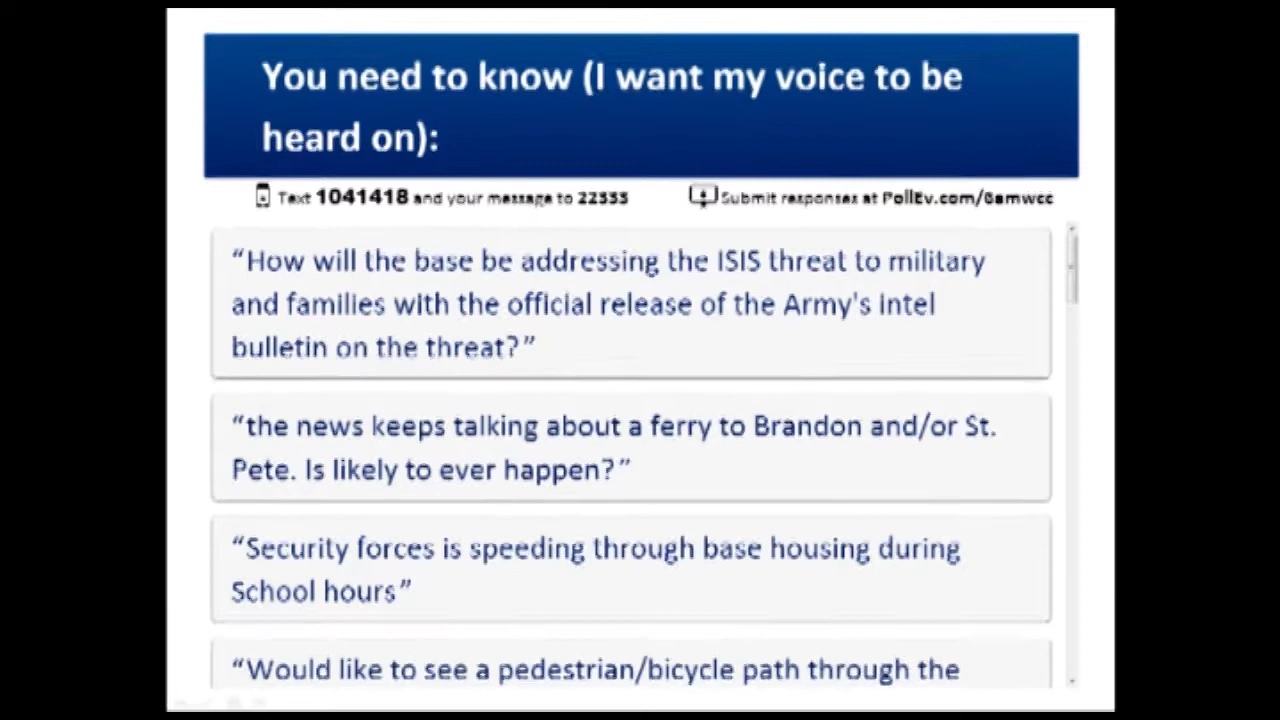 You need to know (I want my voice to be
heard on):
Text 1041418 and your message to 22333
Submit responses at PollEv.com/6amwcc
“How will the base be addressing the ISIS threat to military
and families with the official release of the Army's Intel
bulletin on the threat?”
“the news keeps talking about a ferry to Brandon and/or St.
Pete. Is likely to ever happen?”
“Security forces is speeding through base housing during
School hours”
“Would like to see a pedestrian/bicycle path through the